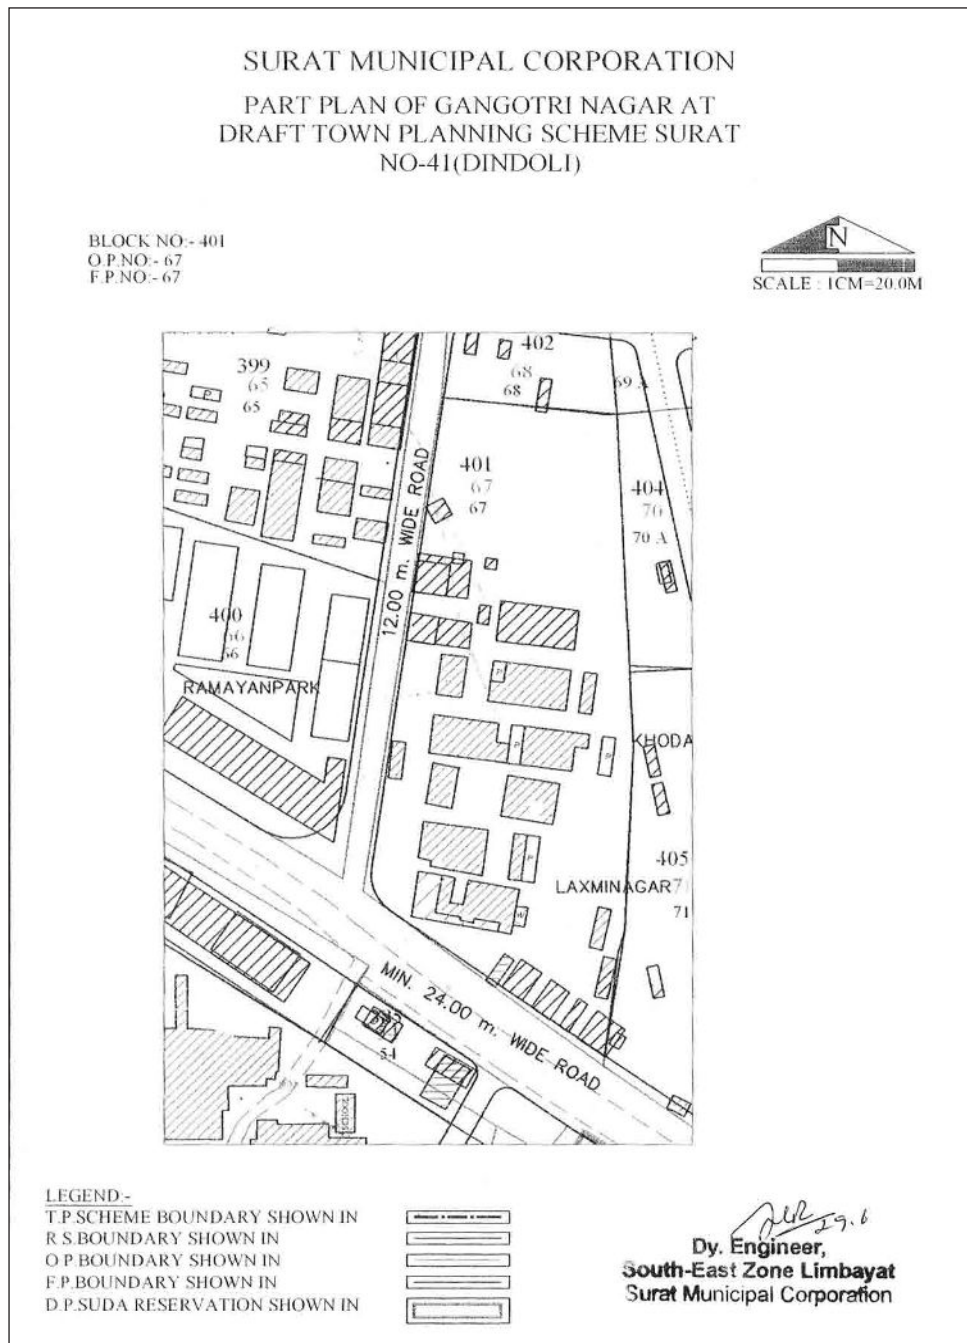 SURAT MUNICIPAL CORPORATION
PART PLAN OF GANGOTRI NAGAR AT
DRAFT TOWN PLANNING SCHEME SURAT
NO-41(DINDOLI)
BLOCK NO:- 401
O.P.NO:- 67
F.P.NO:- 67
N
SCALE : 1CM=20.0M
399
65
65
P
402
68
68
69 A
401
67
67
404
70
70 A
12.00 m. WIDE ROAD
400
66
66
RAMAYANPARK
P
P
P
KHODA
P
405
LAXMINAGAR 71
71
W
MIN. 24.00 m. WIDE ROAD
54
LEGEND:-
T.P.SCHEME BOUNDARY SHOWN IN
R S.BOUNDARY SHOWN IN
O P.BOUNDARY SHOWN IN
F.P.BOUNDARY SHOWN IN
D.P.SUDA RESERVATION SHOWN IN
29.6
Dy. Engineer,
South-East Zone Limbayat
Surat Municipal Corporation